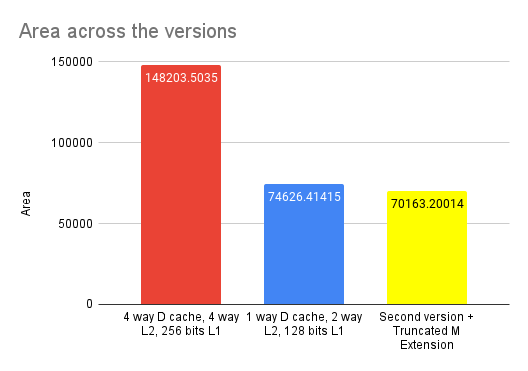 Area across the versions
150000
148203.5035
100000
74626.41415
70163.20014
Area
50000
0
4 way D cache, 4 way
L2, 256 bits L1
1 way D cache, 2 way
L2, 128 bits L1
Second version +
Truncated M
Extension